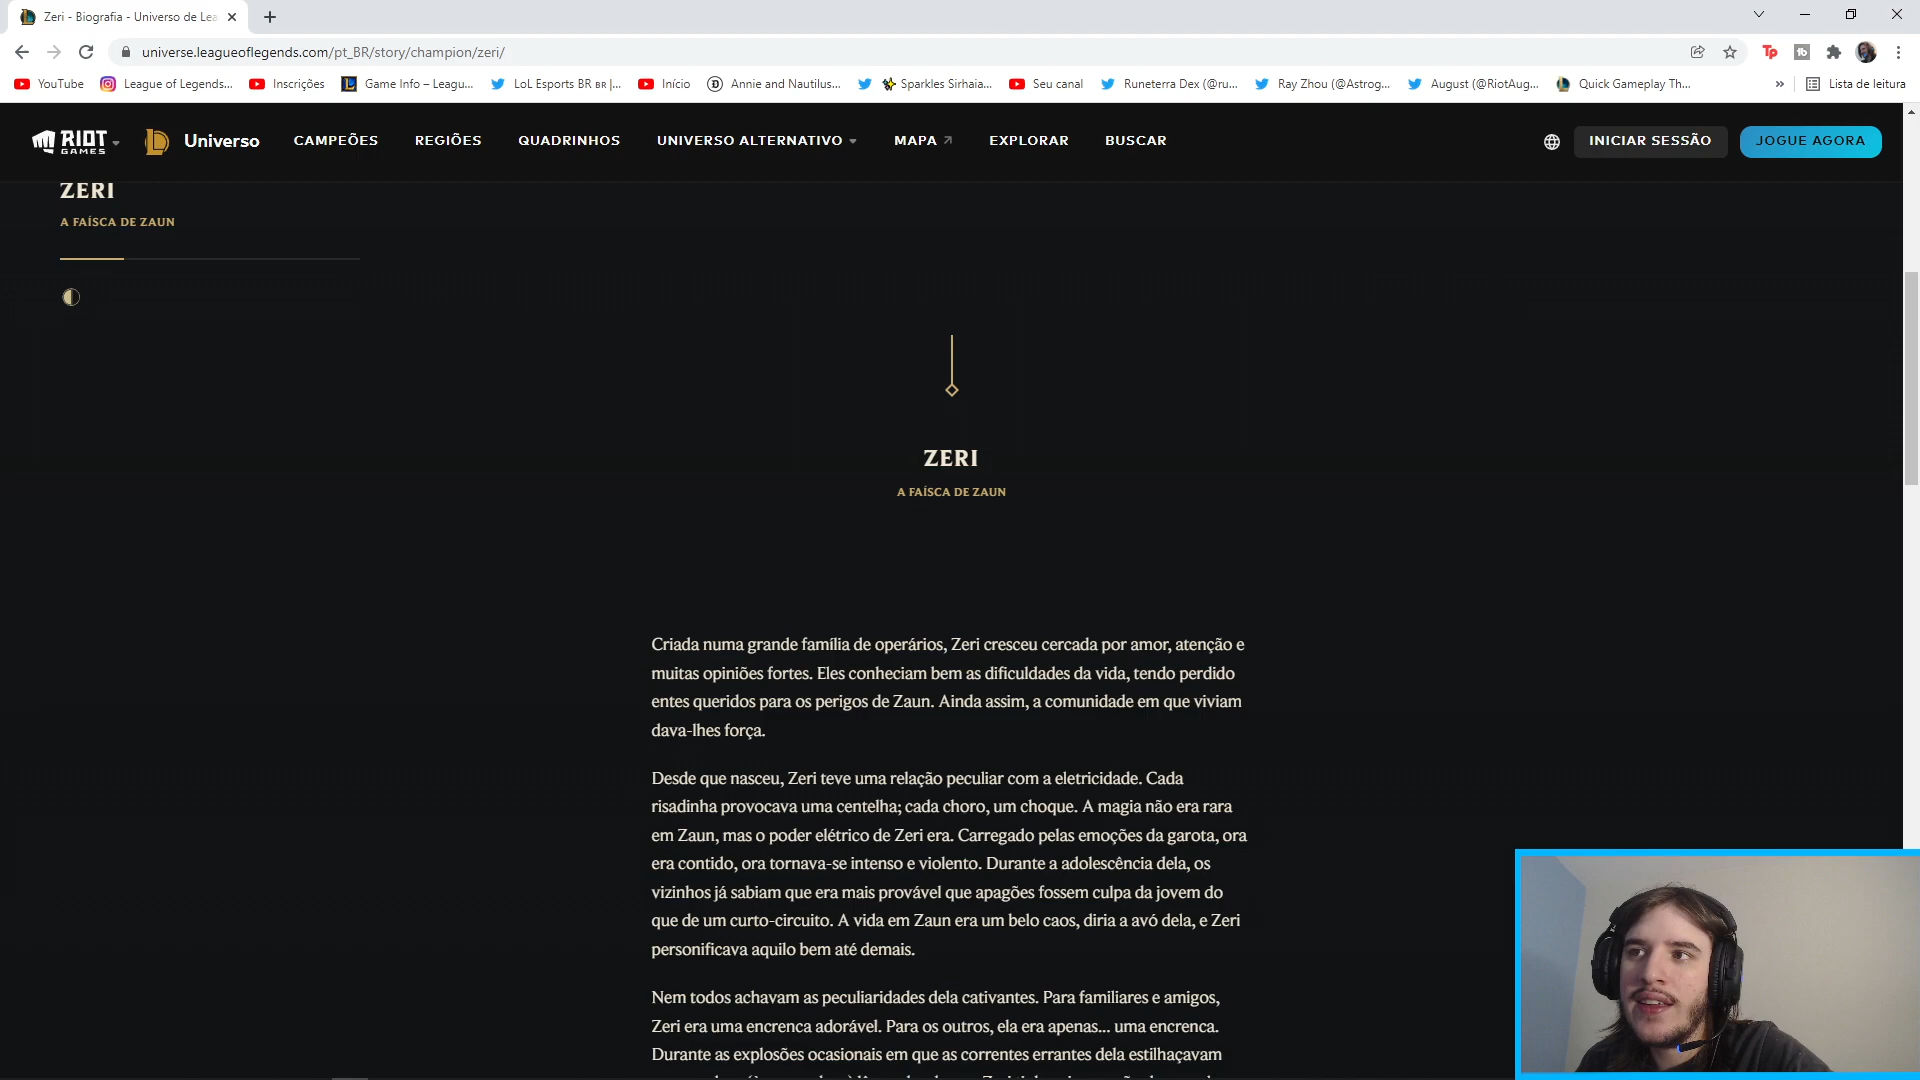 Zeri - Biografia - Universo de Lea
universe.leagueoflegends.com/pt_BR/story/champion/zeri/
YouTube League of Legends... Inscrições Game Info – Leagu... LoL Esports BR 🇧🇷 |... Início Annie and Nautilus... Sparkles Sirhaia... Seu canal Runeterra Dex (@ru... Ray Zhou (@Astrog... August (@RiotAug... Quick Gameplay Th... » Lista de leitura
RIOT GAMES Universo CAMPEÕES REGIÕES QUADRINHOS UNIVERSO ALTERNATIVO MAPA EXPLORAR BUSCAR INICIAR SESSÃO JOGUE AGORA
ZERI
A FAÍSCA DE ZAUN
ZERI
A FAÍSCA DE ZAUN
Criada numa grande família de operários, Zeri cresceu cercada por amor, atenção e
muitas opiniões fortes. Eles conheciam bem as dificuldades da vida, tendo perdido
entes queridos para os perigos de Zaun. Ainda assim, a comunidade em que viviam
dava-lhes força.
Desde que nasceu, Zeri teve uma relação peculiar com a eletricidade. Cada
risadinha provocava uma centelha; cada choro, um choque. A magia não era rara
em Zaun, mas o poder elétrico de Zeri era. Carregado pelas emoções da garota, ora
era contido, ora tornava-se intenso e violento. Durante a adolescência dela, os
vizinhos já sabiam que era mais provável que apagões fossem culpa da jovem do
que de um curto-circuito. A vida em Zaun era um belo caos, diria a avó dela, e Zeri
personificava aquilo bem até demais.
Nem todos achavam as peculiaridades dela cativantes. Para familiares e amigos,
Zeri era uma encrenca adorável. Para os outros, ela era apenas... uma encrenca.
Durante as explosões ocasionais em que as correntes errantes dela estilhaçavam